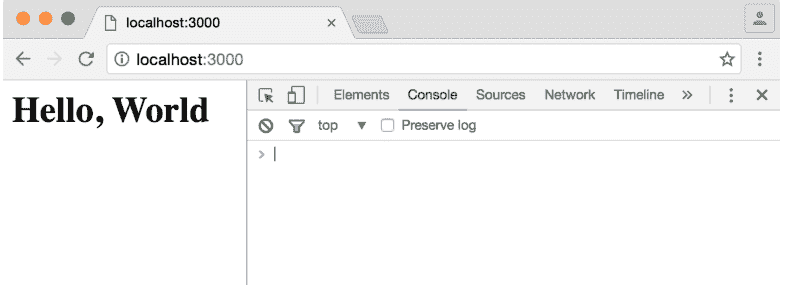 localhost:3000
localhost:3000
Hello, World
Elements Console Sources Network Timeline »
top Preserve log